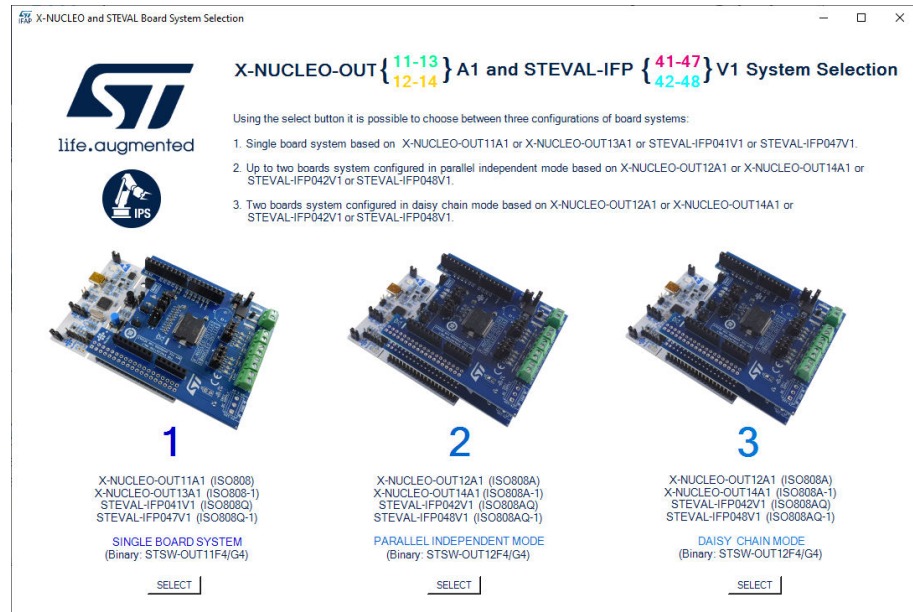 X-NUCLEO and STEVAL Board System Selection
X-NUCLEO-OUT { 11-13 12-14 } A1 and STEVAL-IFP { 41-47 42-48 } V1 System Selection
life.augmented
IPS
Using the select button it is possible to choose between three configurations of board systems:
1. Single board system based on X-NUCLEO-OUT11A1 or X-NUCLEO-OUT13A1 or STEVAL-IFP041V1 or STEVAL-IFP047V1.
2. Up to two boards system configured in parallel independent mode based on X-NUCLEO-OUT12A1 or X-NUCLEO-OUT14A1 or
STEVAL-IFP042V1 or STEVAL-IFP048V1.
3. Two boards system configured in daisy chain mode based on X-NUCLEO-OUT12A1 or X-NUCLEO-OUT14A1 or
STEVAL-IFP042V1 or STEVAL-IFP048V1.
1
X-NUCLEO-OUT11A1 (ISO808)
X-NUCLEO-OUT13A1 (ISO808-1)
STEVAL-IFP041V1 (ISO808Q)
STEVAL-IFP047V1 (ISO808Q-1)
SINGLE BOARD SYSTEM
(Binary: STSW-OUT11F4/G4)
SELECT
2
X-NUCLEO-OUT12A1 (ISO808A)
X-NUCLEO-OUT14A1 (ISO808A-1)
STEVAL-IFP042V1 (ISO808AQ)
STEVAL-IFP048V1 (ISO808AQ-1)
PARALLEL INDEPENDENT MODE
(Binary: STSW-OUT12F4/G4)
SELECT
3
X-NUCLEO-OUT12A1 (ISO808A)
X-NUCLEO-OUT14A1 (ISO808A-1)
STEVAL-IFP042V1 (ISO808AQ)
STEVAL-IFP048V1 (ISO808AQ-1)
DAISY CHAIN MODE
(Binary: STSW-OUT12F4/G4)
SELECT